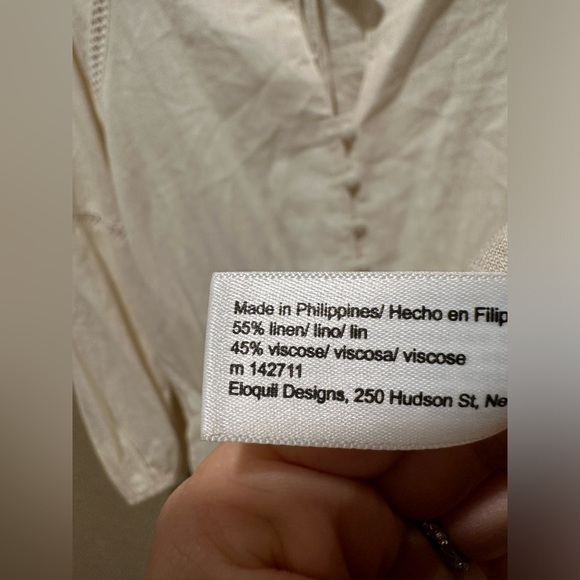 Made in Philippines/ Hecho en Filip
55% linen/ lino/ lin
45% viscose/ viscosa/ viscose
m 142711
Eloquii Designs, 250 Hudson St, Ne